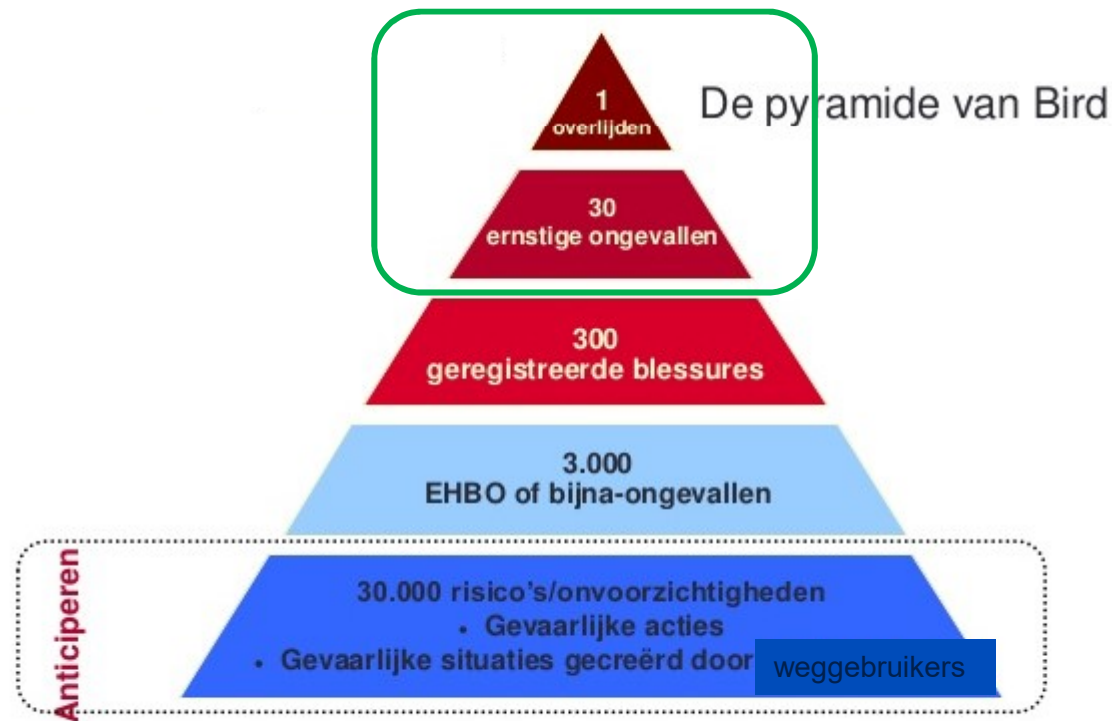 De pyramide van Bird
1
overlijden
30
ernstige ongevallen
300
geregistreerde blessures
3.000
EHBO of bijna-ongevallen
Anticiperen
30.000 risico's/onvoorzichtigheden
• Gevaarlijke acties
• Gevaarlijke situaties gecreërd door weggebruikers